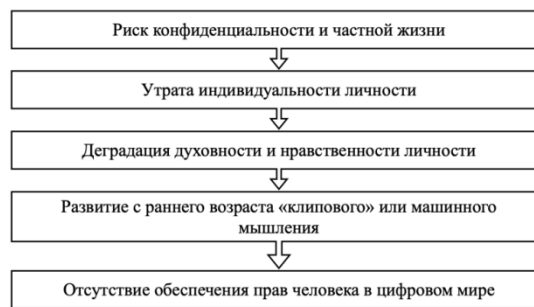 Риск конфиденциальности и частной жизни
Утрата индивидуальности личности
Деградация духовности и нравственности личности
Развитие с раннего возраста «клипового» или машинного
мышления
Отсутствие обеспечения прав человека в цифровом мире